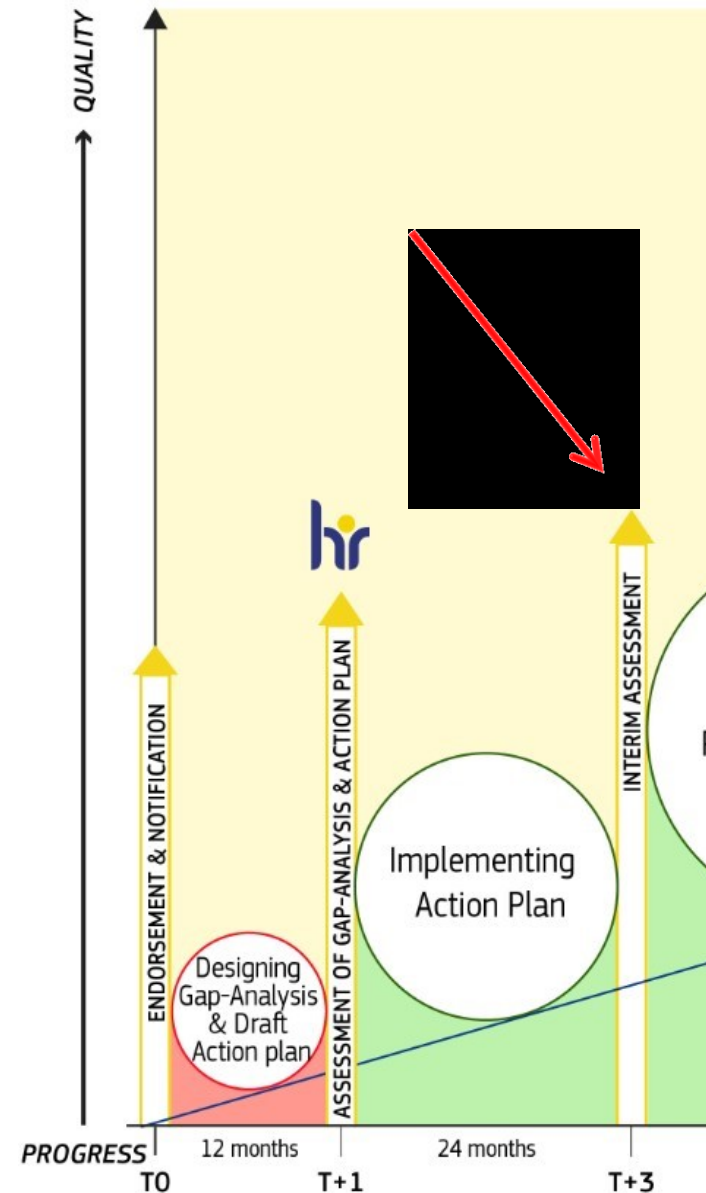 QUALITY
hr
ENDORSEMENT & NOTIFICATION
ASSESSMENT OF GAP-ANALYSIS & ACTION PLAN
INTERIM ASSESSMENT
Implementing
Action Plan
Designing
Gap-Analysis
& Draft
Action plan
PROGRESS
12 months
24 months
T0
T+1
T+3